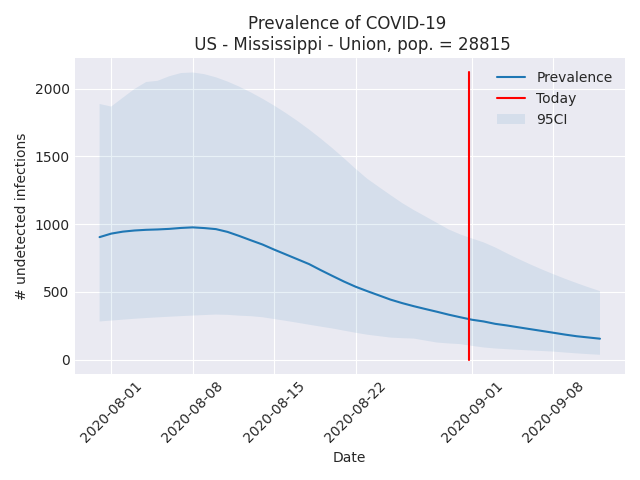 Prevalence of COVID-19
US - Mississippi - Union, pop. = 28815
Prevalence
Today
95CI
# undetected infections
2000
1500
1000
500
0
2020-08-01
2020-08-08
2020-08-15
2020-08-22
2020-09-01
2020-09-08
Date